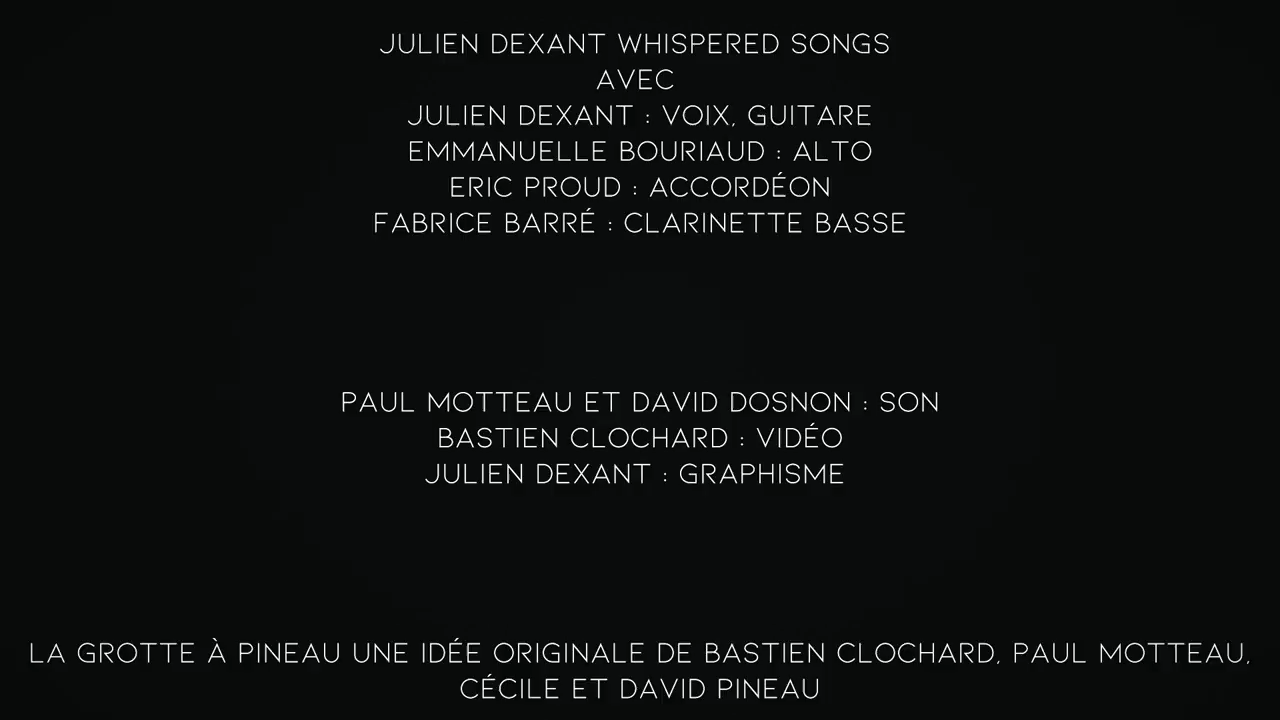 JULIEN DEXANT WHISPERED SONGS
AVEC
JULIEN DEXANT : VOIX, GUITARE
EMMANUELLE BOURIAUD : ALTO
ERIC PROUD : ACCORDÉON
FABRICE BARRÉ : CLARINETTE BASSE
PAUL MOTTEAU ET DAVID DOSNON : SON
BASTIEN CLOCHARD : VIDÉO
JULIEN DEXANT : GRAPHISME
LA GROTTE À PINEAU UNE IDÉE ORIGINALE DE BASTIEN CLOCHARD, PAUL MOTTEAU,
CÉCILE ET DAVID PINEAU